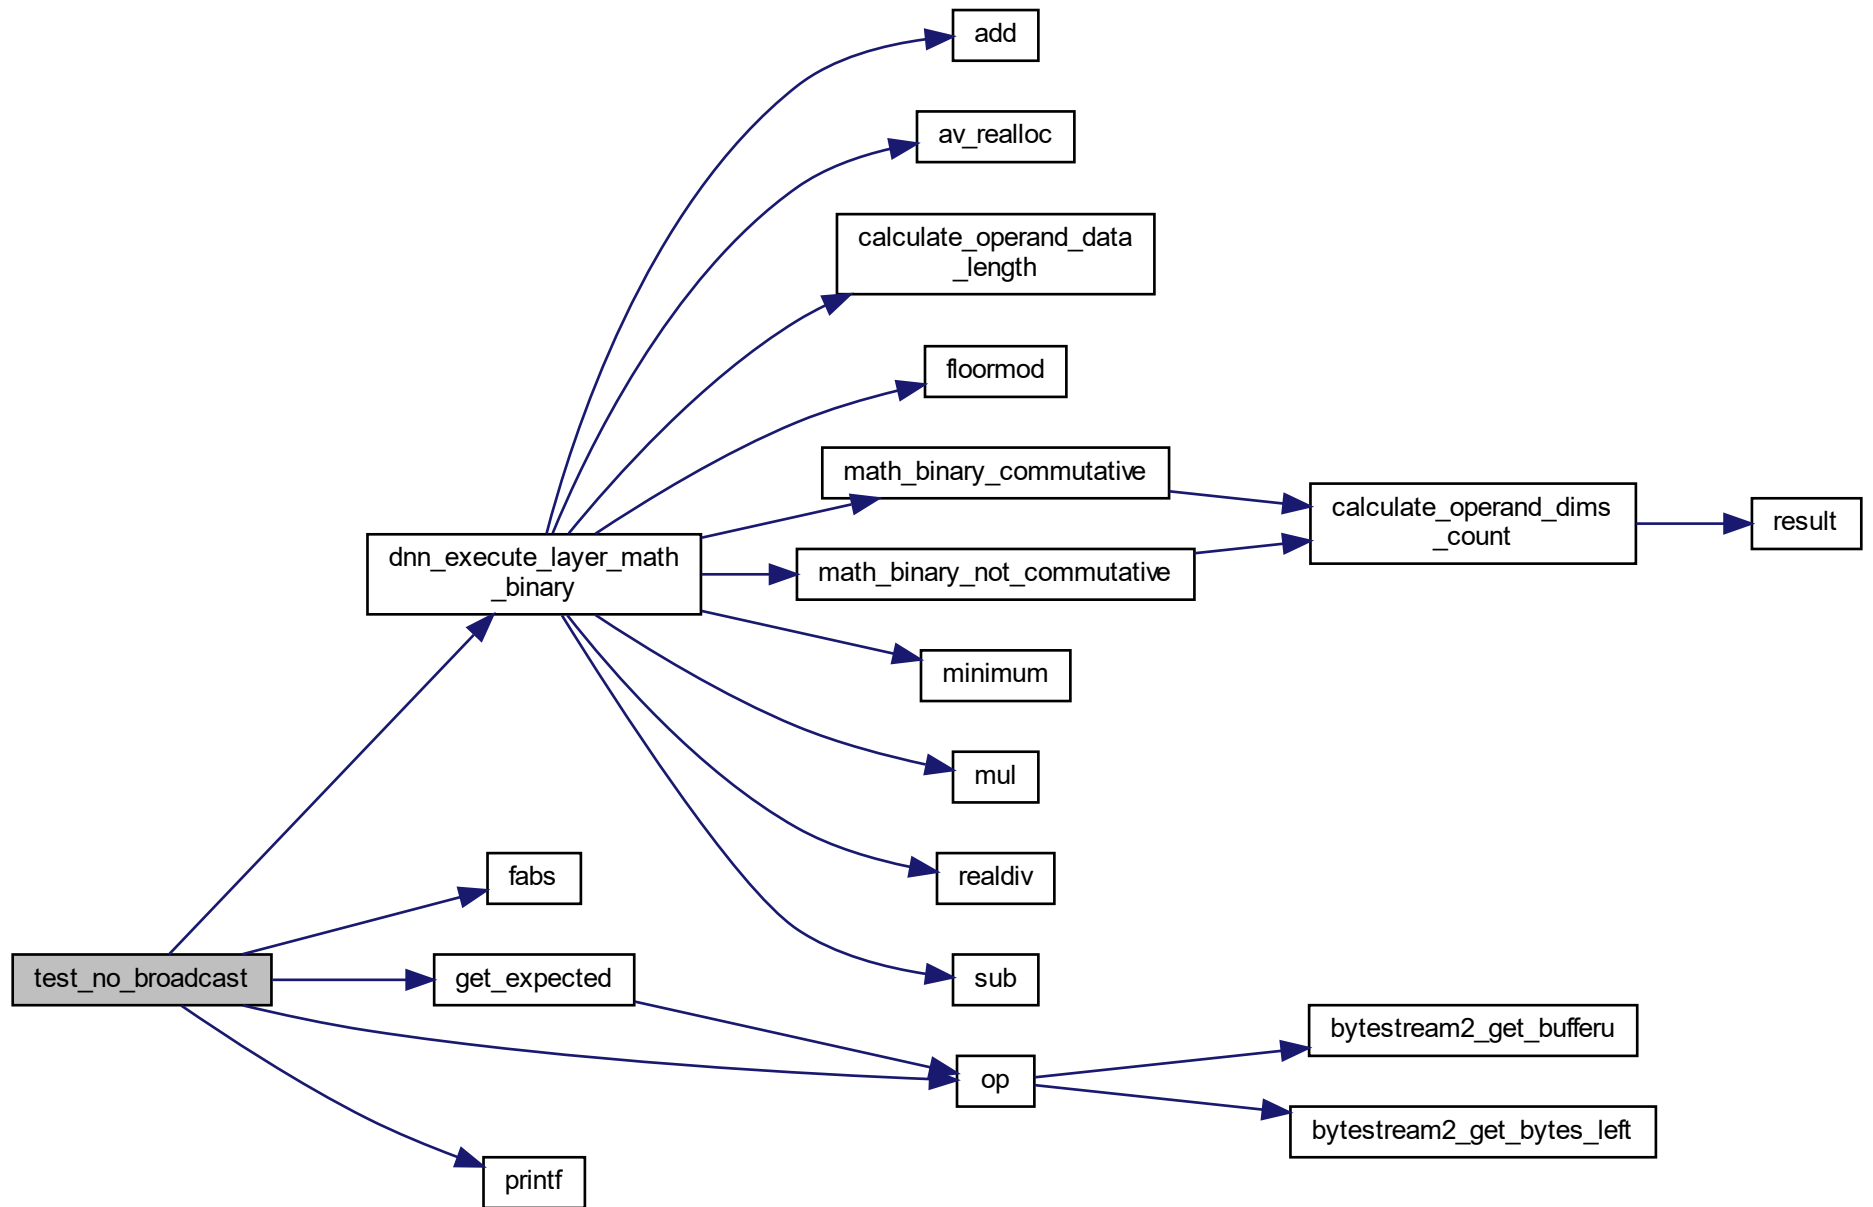 add
av_realloc
calculate_operand_data
_length
floormod
math_binary_commutative
calculate_operand_dims
_count
result
dnn_execute_layer_math
_binary
math_binary_not_commutative
minimum
mul
realdiv
fabs
sub
test_no_broadcast
get_expected
bytestream2_get_bufferu
op
bytestream2_get_bytes_left
printf